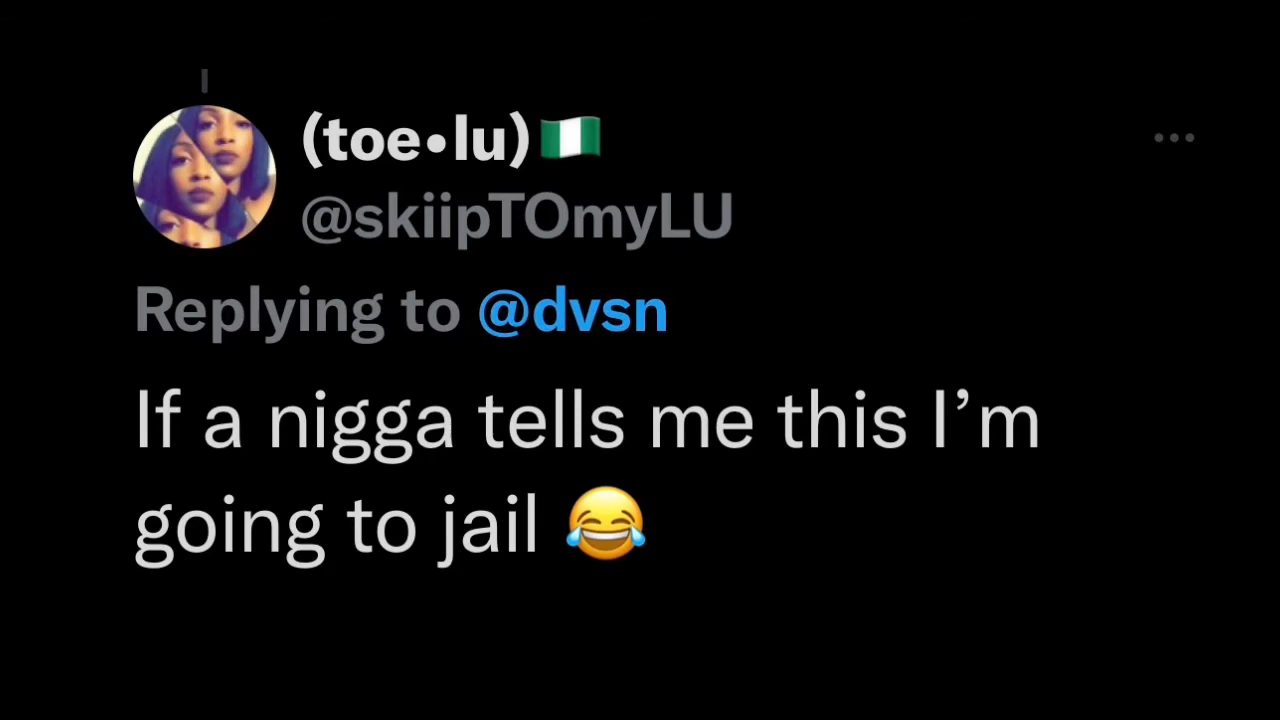 (toe•lu)🇳🇬
@skiipTOmyLU
Replying to @dvsn
If a nigga tells me this I’m
going to jail 😂